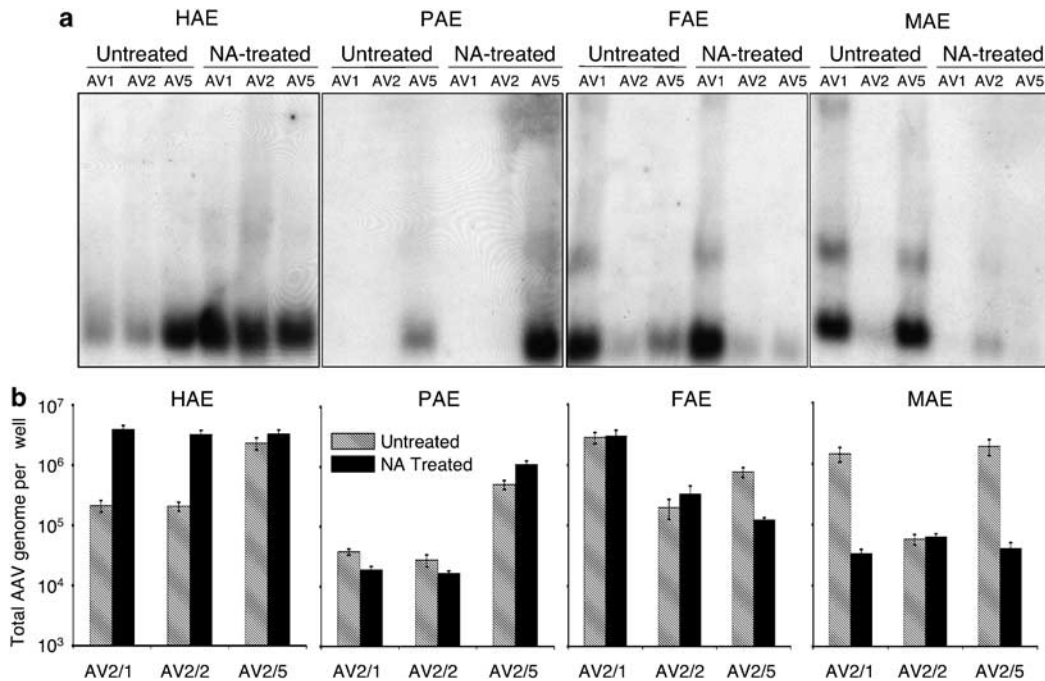 a
HAE PAE FAE MAE
Untreated NA-treated Untreated NA-treated Untreated NA-treated Untreated NA-treated
AV1 AV2 AV5 AV1 AV2 AV5 AV1 AV2 AV5 AV1 AV2 AV5 AV1 AV2 AV5 AV1 AV2 AV5 AV1 AV2 AV5 AV1 AV2 AV5
b
HAE PAE FAE MAE
Total AAV genome per well
10⁷
10⁶
10⁵
10⁴
10³
Untreated
NA Treated
AV2/1 AV2/2 AV2/5 AV2/1 AV2/2 AV2/5 AV2/1 AV2/2 AV2/5 AV2/1 AV2/2 AV2/5